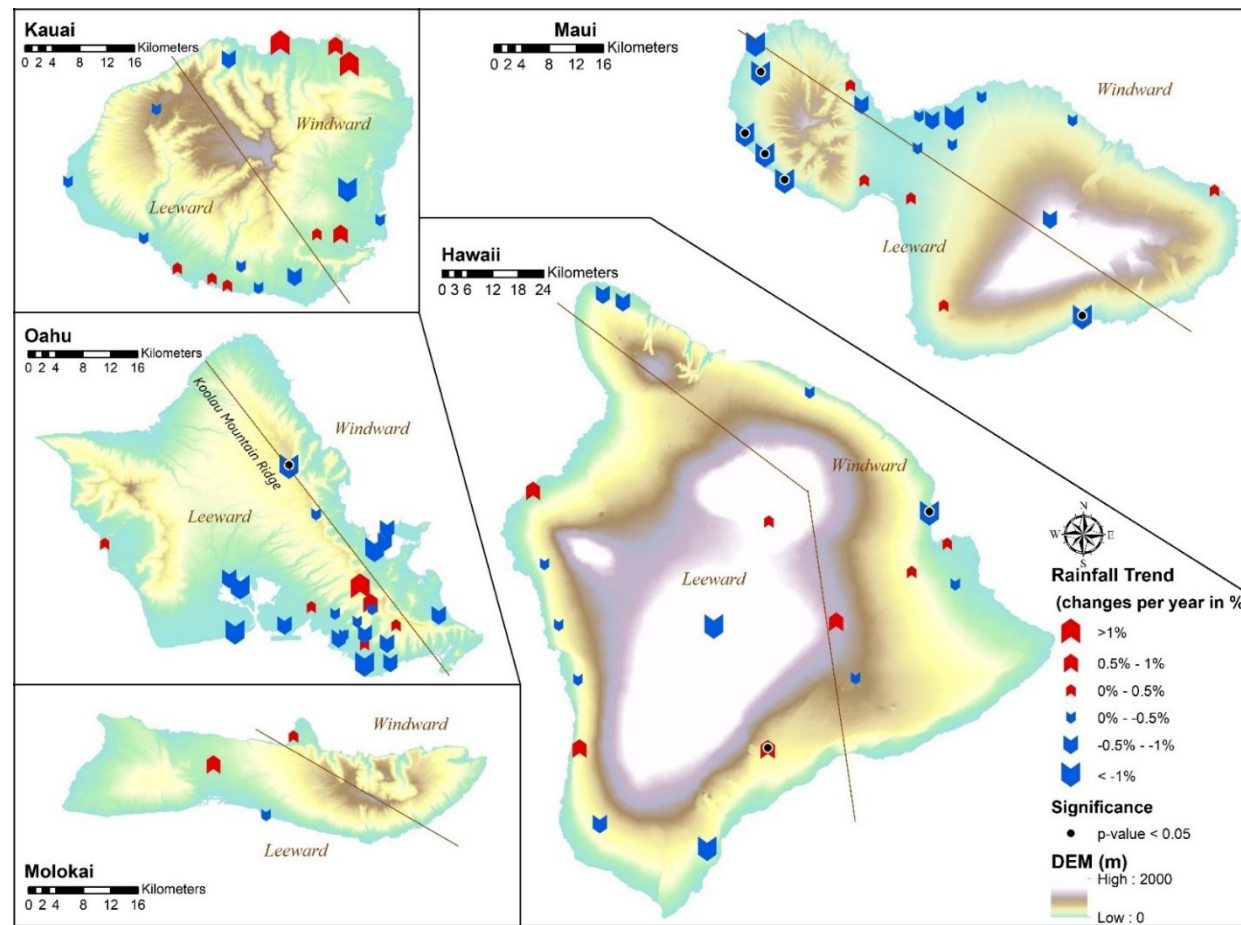 Kauai
Kilometers
0 2 4 8 12 16
Windward
Leeward
Maui
Kilometers
0 2 4 8 12 16
Windward
Leeward
Hawaii
Kilometers
0 3 6 12 18 24
Windward
Leeward
Oahu
Kilometers
0 2 4 8 12 16
Koolau Mountain Ridge
Windward
Leeward
Windward
Leeward
Molokai
Kilometers
0 2 4 8 12 16
N
W E
S
Rainfall Trend
(changes per year in %
>1%
0.5% - 1%
0% - 0.5%
0% - -0.5%
-0.5% - -1%
< -1%
Significance
p-value < 0.05
DEM (m)
High : 2000
Low : 0